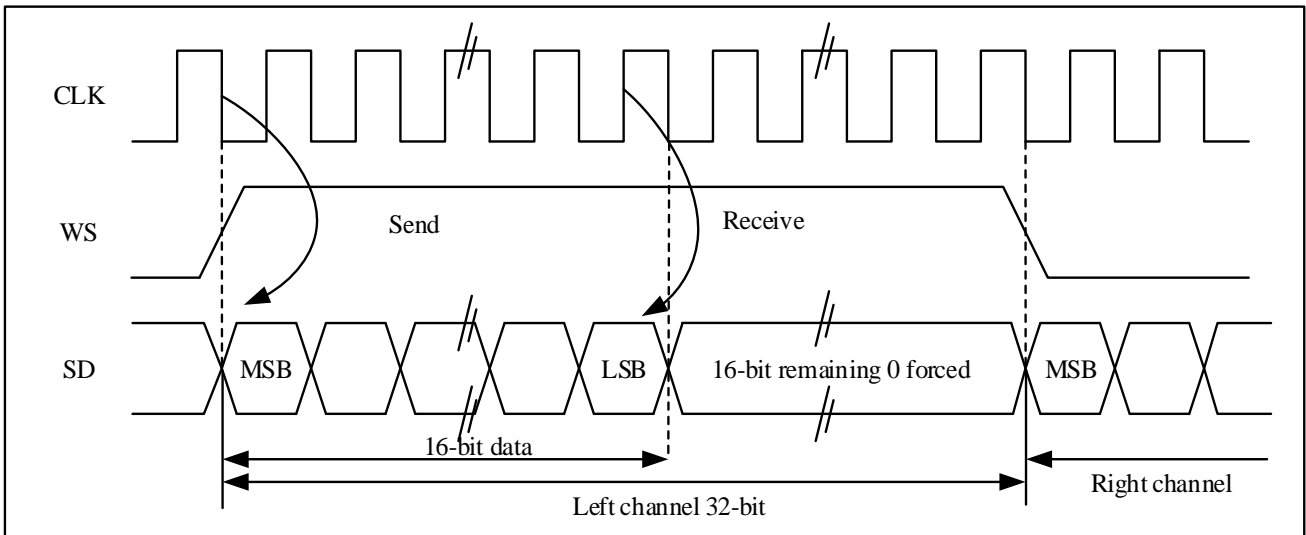 CLK
WS
Send
Receive
SD
MSB
LSB
16-bit remaining 0 forced
MSB
16-bit data
Right channel
Left channel 32-bit